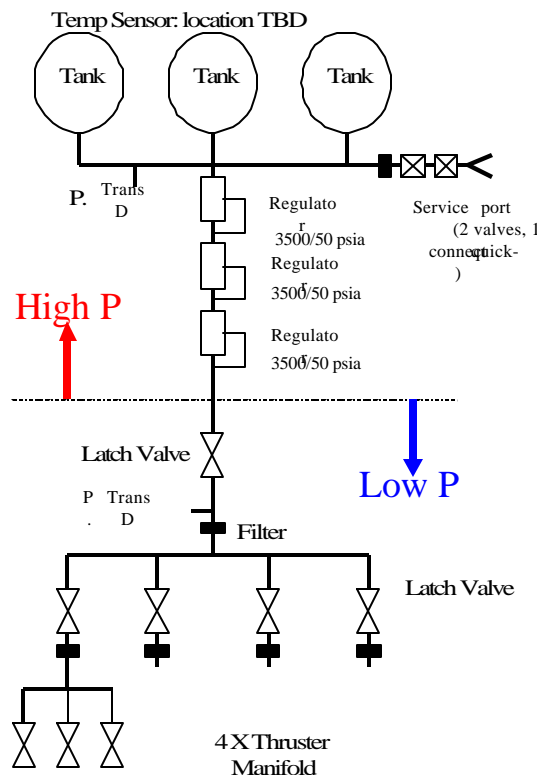 Temp Sensor: location TBD
Tank
Tank
Tank
P. Trans
D
Regulato
r
3500/50 psia
Service port
(2 valves, 1
connect quick-
)
Regulato
r
3500/50 psia
High P
Regulato
r
3500/50 psia
Latch Valve
Low P
P Trans
. D
Filter
Latch Valve
4 X Thruster
Manifold